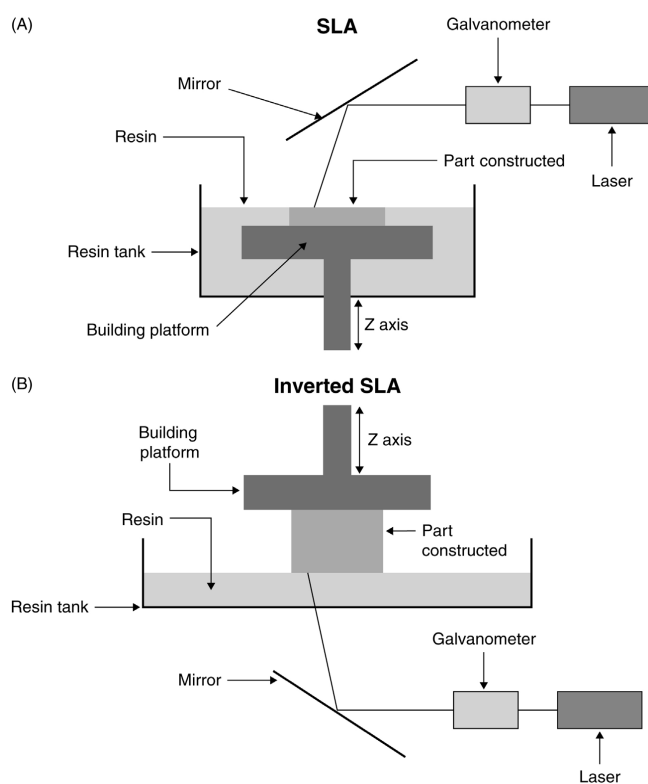 (A)
SLA
Galvanometer
Mirror
Resin
Part constructed
Laser
Resin tank
Building platform
Z axis
(B)
Inverted SLA
Building
platform
Z axis
Resin
Part
constructed
Resin tank
Galvanometer
Mirror
Laser